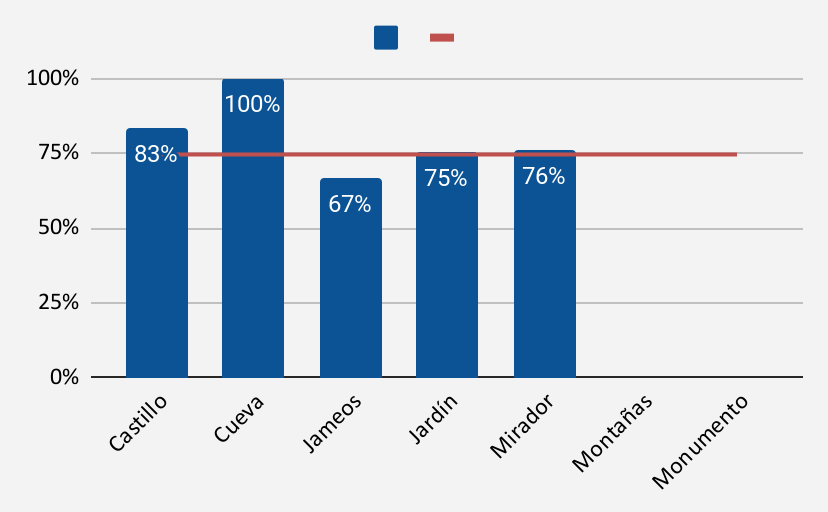 100%
75%
50%
25%
0%
83%
100%
67%
75%
76%
Castillo
Cueva
Jameos
Jardín
Mirador
Montañas
Monumento